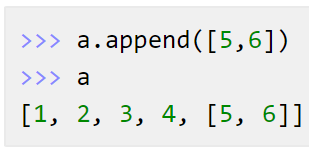 >>> a.append([5,6])
>>> a
[1, 2, 3, 4, [5, 6]]